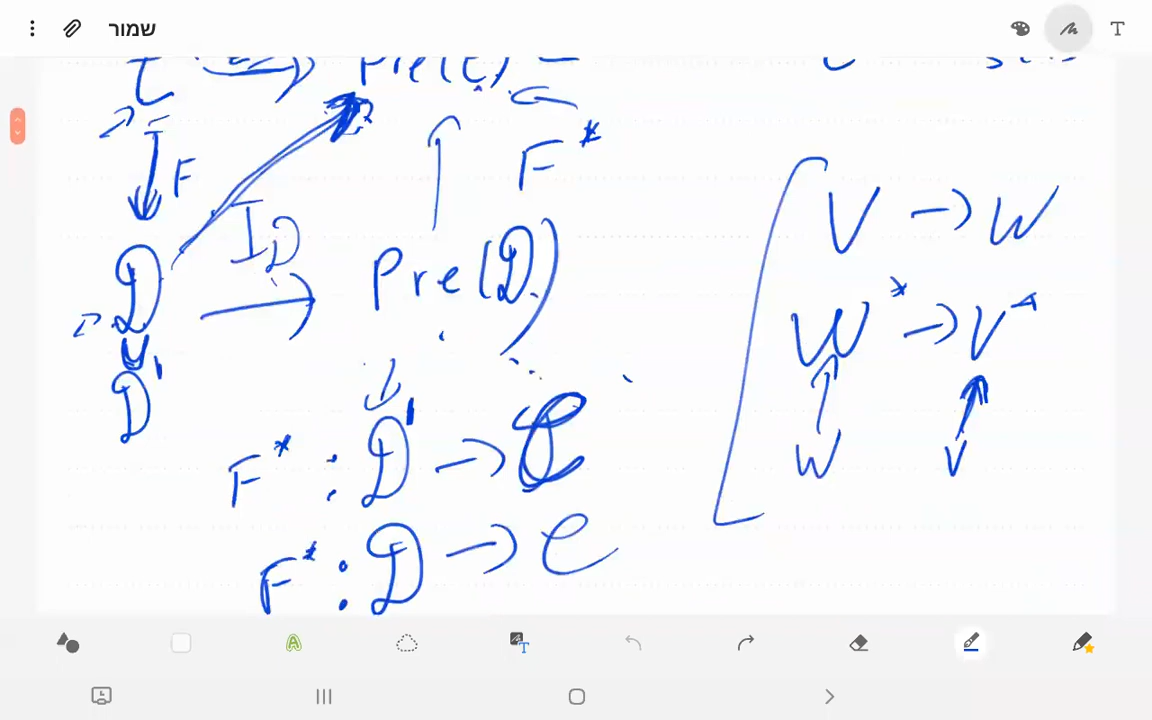 שמור
T
C → Pre(C)
F F*
I_D
D → Pre(D)
D'
F* : D' → C
F* : D → C
V → W
W* → V*
W V